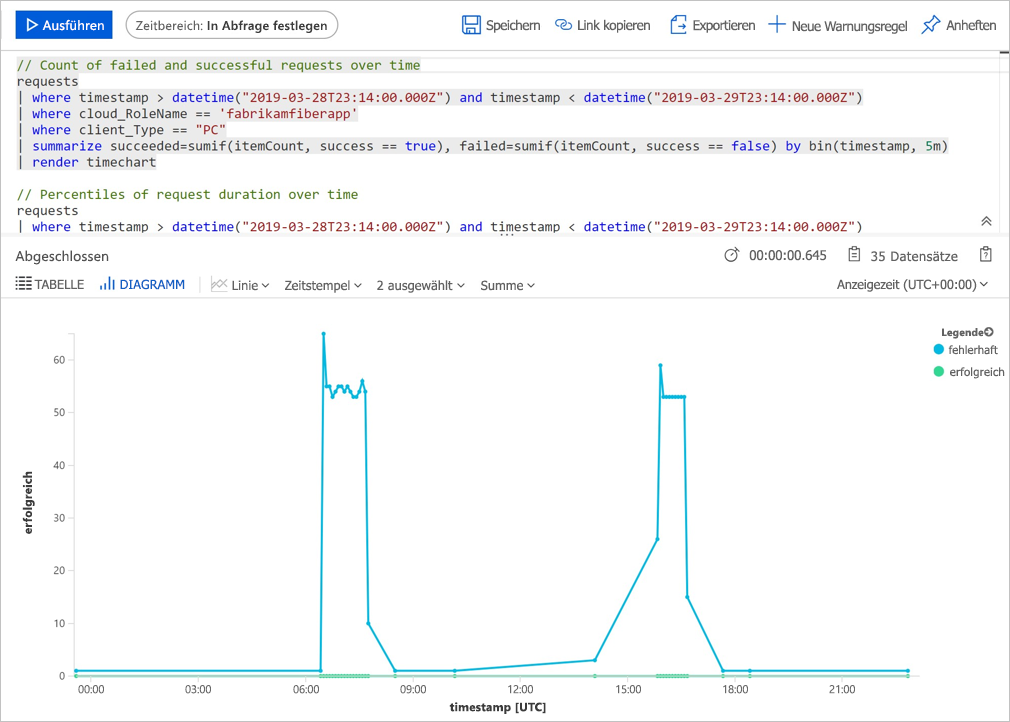 Ausführen Zeitbereich: In Abfrage festlegen Speichern Link kopieren Exportieren Neue Warnungsregel Anheften
// Count of failed and successful requests over time
requests
| where timestamp > datetime("2019-03-28T23:14:00.000Z") and timestamp < datetime("2019-03-29T23:14:00.000Z")
| where cloud_RoleName == 'fabrikamfiberapp'
| where client_Type == "PC"
| summarize succeeded=sumif(itemCount, success == true), failed=sumif(itemCount, success == false) by bin(timestamp, 5m)
| render timechart
// Percentiles of request duration over time
requests
| where timestamp > datetime("2019-03-28T23:14:00.000Z") and timestamp < datetime("2019-03-29T23:14:00.000Z")
Abgeschlossen 00:00:00.645 35 Datensätze
TABELLE DIAGRAMM Linie Zeitstempel 2 ausgewählt Summe Anzeigezeit (UTC+00:00)
Legende
fehlerhaft
erfolgreich
60
50
40
30
20
10
0
erfolgreich
00:00 03:00 06:00 09:00 12:00 15:00 18:00 21:00
timestamp [UTC]